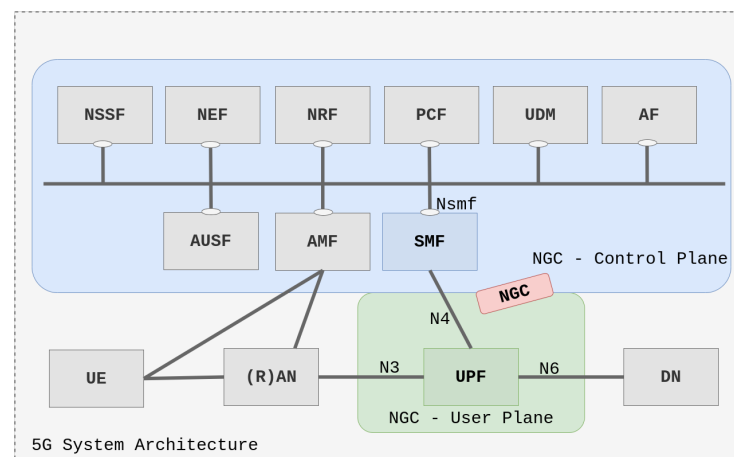 NSSF
NEF
NRF
PCF
UDM
AF
Nsmf
AUSF
AMF
SMF
NGC - Control Plane
NGC
N4
UE
(R)AN
N3
UPF
N6
DN
NGC - User Plane
5G System Architecture